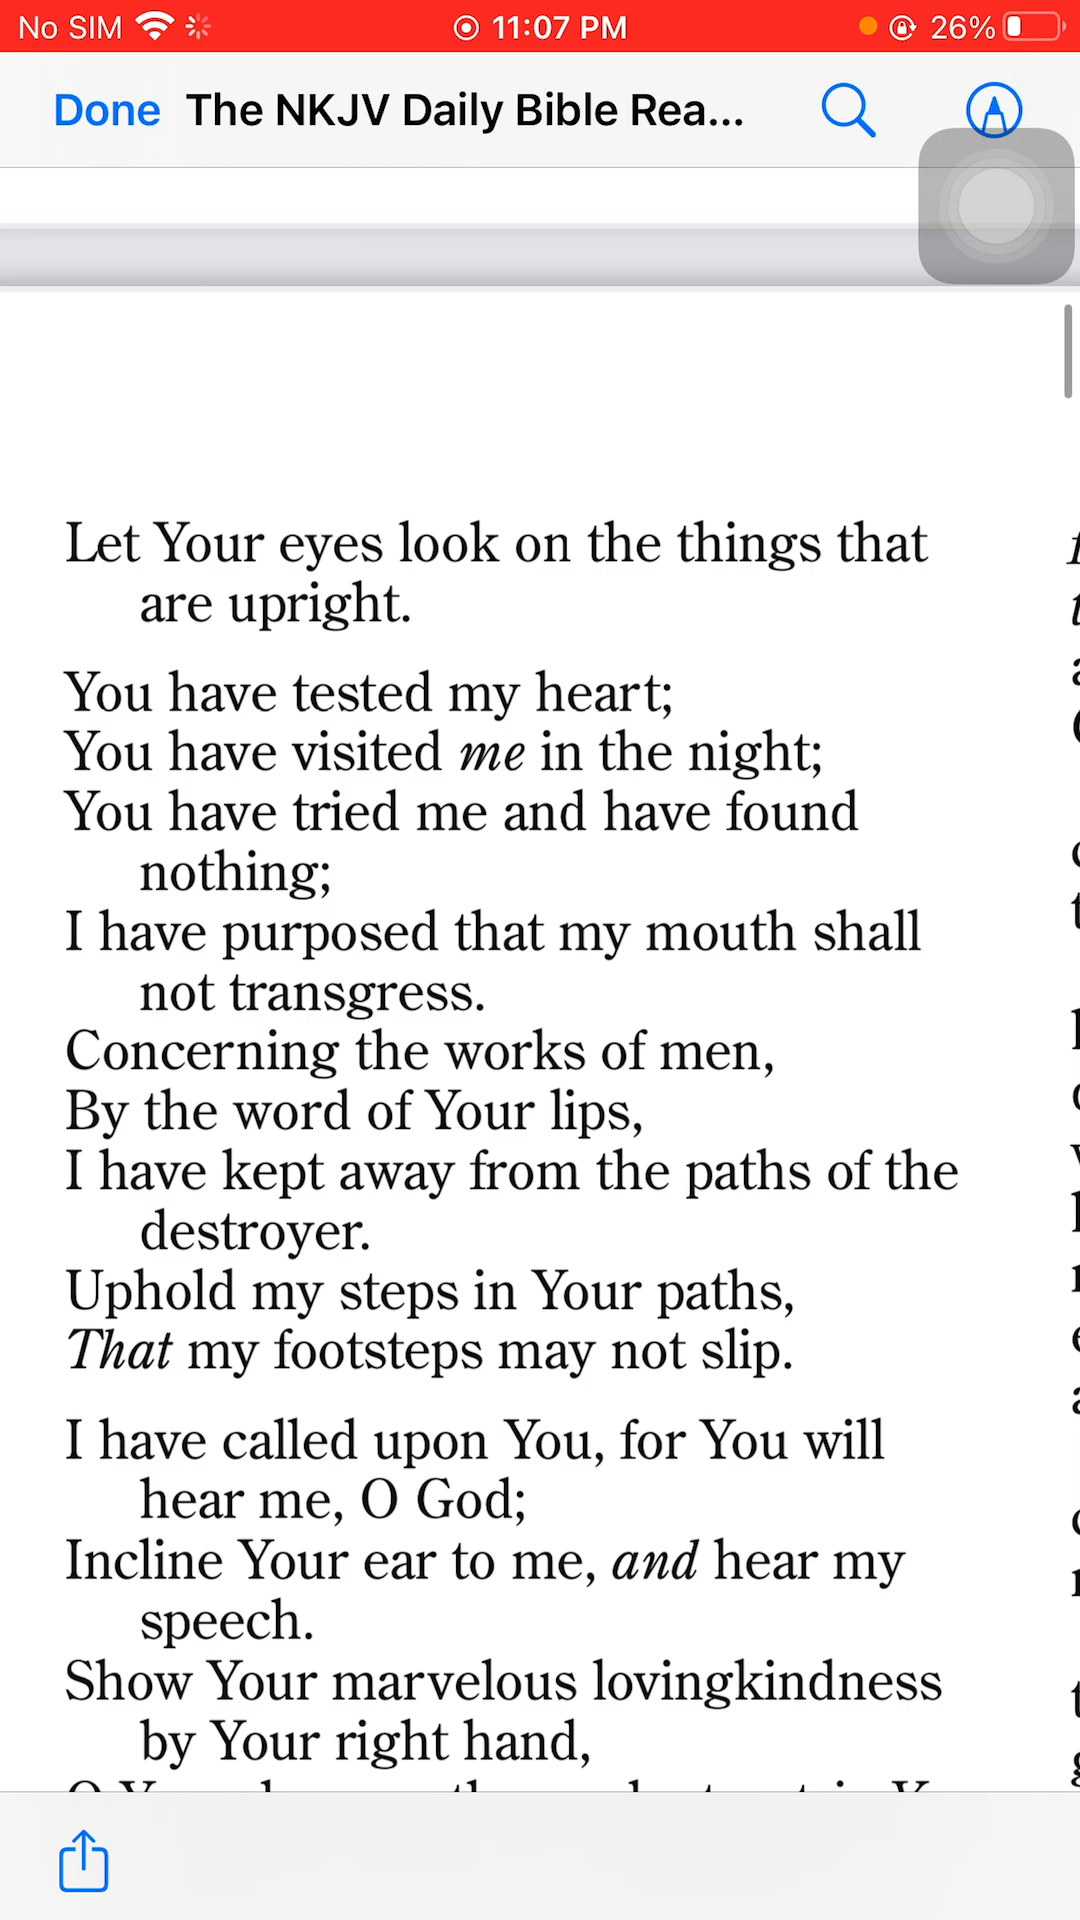 No SIM 11:07 PM 26%
Done The NKJV Daily Bible Rea...
Let Your eyes look on the things that
are upright.
You have tested my heart;
You have visited me in the night;
You have tried me and have found
nothing;
I have purposed that my mouth shall
not transgress.
Concerning the works of men,
By the word of Your lips,
I have kept away from the paths of the
destroyer.
Uphold my steps in Your paths,
That my footsteps may not slip.
I have called upon You, for You will
hear me, O God;
Incline Your ear to me, and hear my
speech.
Show Your marvelous lovingkindness
by Your right hand,